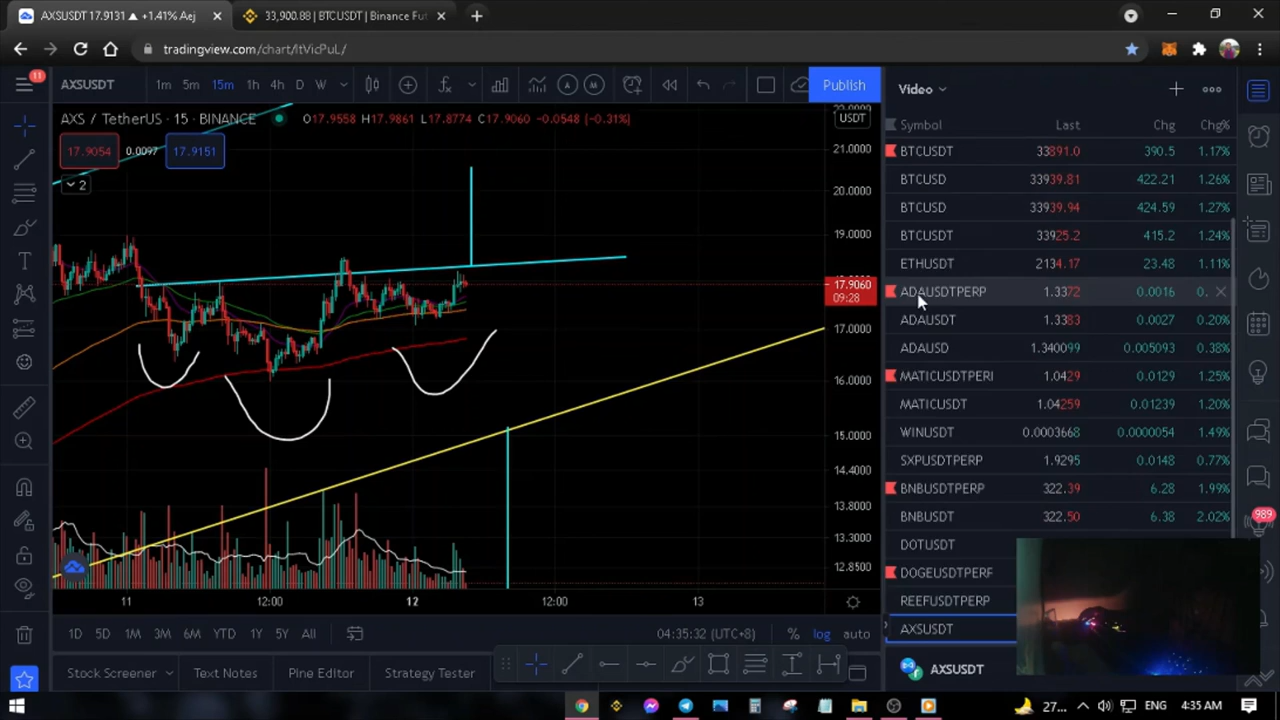 AXSUSDT 17.9131 ▲ +1.41% Aej
33,900.88 | BTCUSDT | Binance Fut
tradingview.com/chart/ItVicPuL/
11
AXSUSDT 1m 5m 15m 1h 4h D W Publish
Video
AXS / TetherUS · 15 · BINANCE O17.9558 H17.9861 L17.8774 C17.9060 -0.0548 (-0.31%)
USDT
17.9054 0.0097 17.9151
2
21.0000
20.0000
19.0000
17.9060
09:28
17.0000
16.0000
15.0000
14.4000
13.8000
13.3000
12.8500
11 12:00 12 12:00 13
Symbol Last Chg Chg%
BTCUSDT 33891.0 390.5 1.17%
BTCUSD 33939.81 422.21 1.26%
BTCUSD 33939.94 424.59 1.27%
BTCUSDT 33925.2 415.2 1.24%
ETHUSDT 2134.17 23.48 1.11%
ADAUSDTPERP 1.3372 0.0016 0.
ADAUSDT 1.3383 0.0027 0.20%
ADAUSD 1.340099 0.005093 0.38%
MATICUSDTPERI 1.0429 0.0129 1.25%
MATICUSDT 1.04259 0.01239 1.20%
WINUSDT 0.0003668 0.0000054 1.49%
SXPUSDTPERP 1.9295 0.0148 0.77%
BNBUSDTPERP 322.39 6.28 1.99%
BNBUSDT 322.50 6.38 2.02%
DOTUSDT
DOGEUSDTPERF
REEFUSDTPERP
AXSUSDT
AXSUSDT
989
1D 5D 1M 3M 6M YTD 1Y 5Y All 04:35:32 (UTC+8) % log auto
Stock Screener Text Notes Pine Editor Strategy Tester
27... ENG 4:35 AM